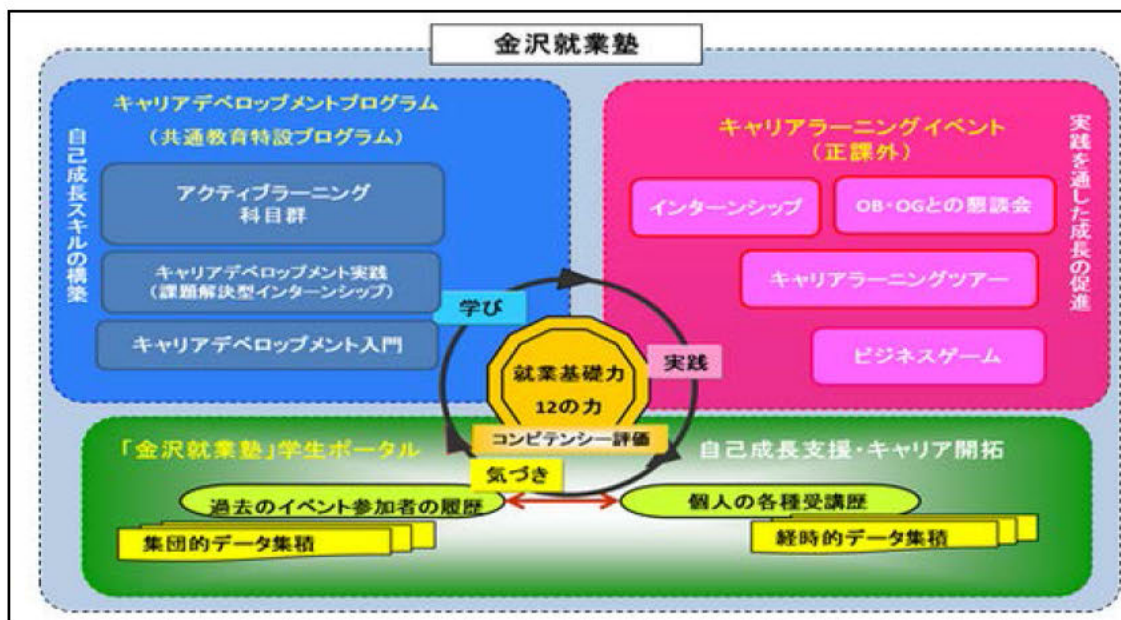 金沢就業塾
キャリアデベロップメントプログラム
(共通教育特設プログラム)
自己成長スキルの構築
アクティブラーニング
科目群
キャリアデベロップメント実践
(課題解決型インターンシップ)
キャリアデベロップメント入門
キャリアラーニングイベント
(正課外)
実践を通した成長の促進
インターンシップ
OB・OGとの懇談会
キャリアラーニングツアー
ビジネスゲーム
学び
実践
就業基礎力
12の力
コンピテンシー評価
気づき
「金沢就業塾」学生ポータル
自己成長支援・キャリア開拓
過去のイベント参加者の履歴
個人の各種受講歴
集団的データ集積
経時的データ集積